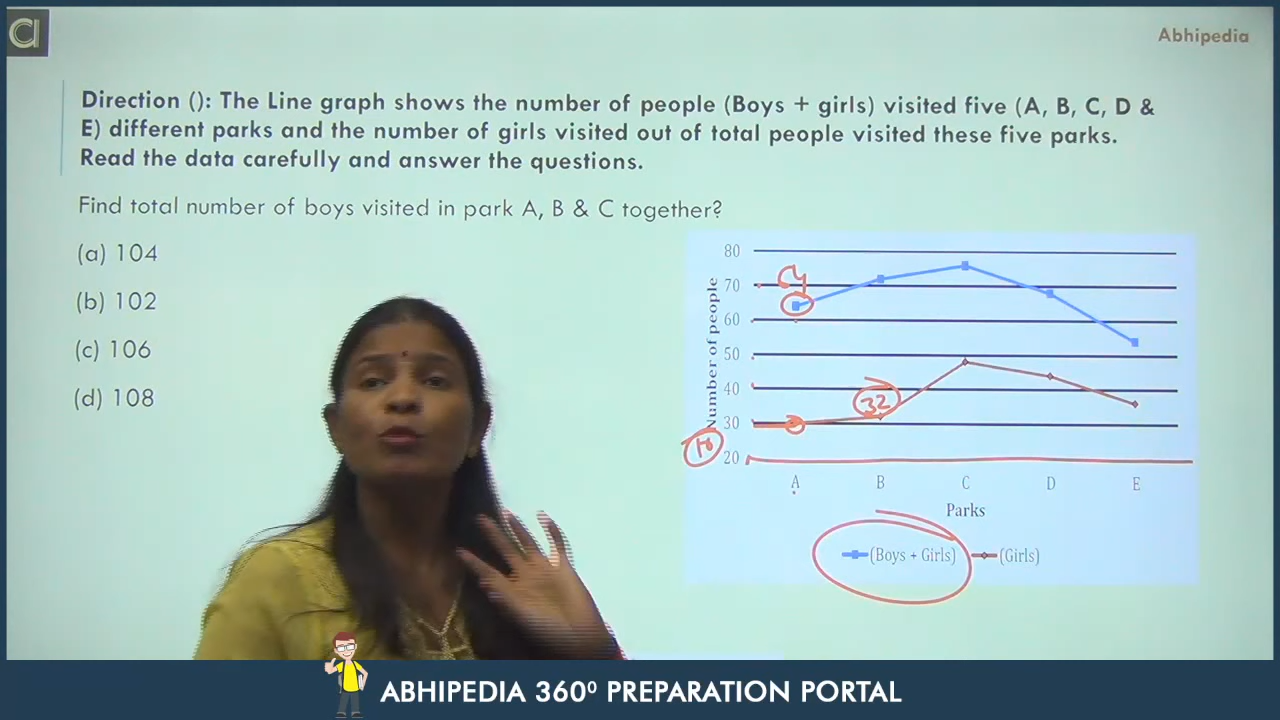 CI
Abhipedia
Direction (): The Line graph shows the number of people (Boys + girls) visited five (A, B, C, D &
E) different parks and the number of girls visited out of total people visited these five parks.
Read the data carefully and answer the questions.
Find total number of boys visited in park A, B & C together?
(a) 104
(b) 102
(c) 106
(d) 108
80
70
60
50
40
30
20
Number of people
32
A B C D E
Parks
(Boys + Girls) (Girls)
ABHIPEDIA 360⁰ PREPARATION PORTAL